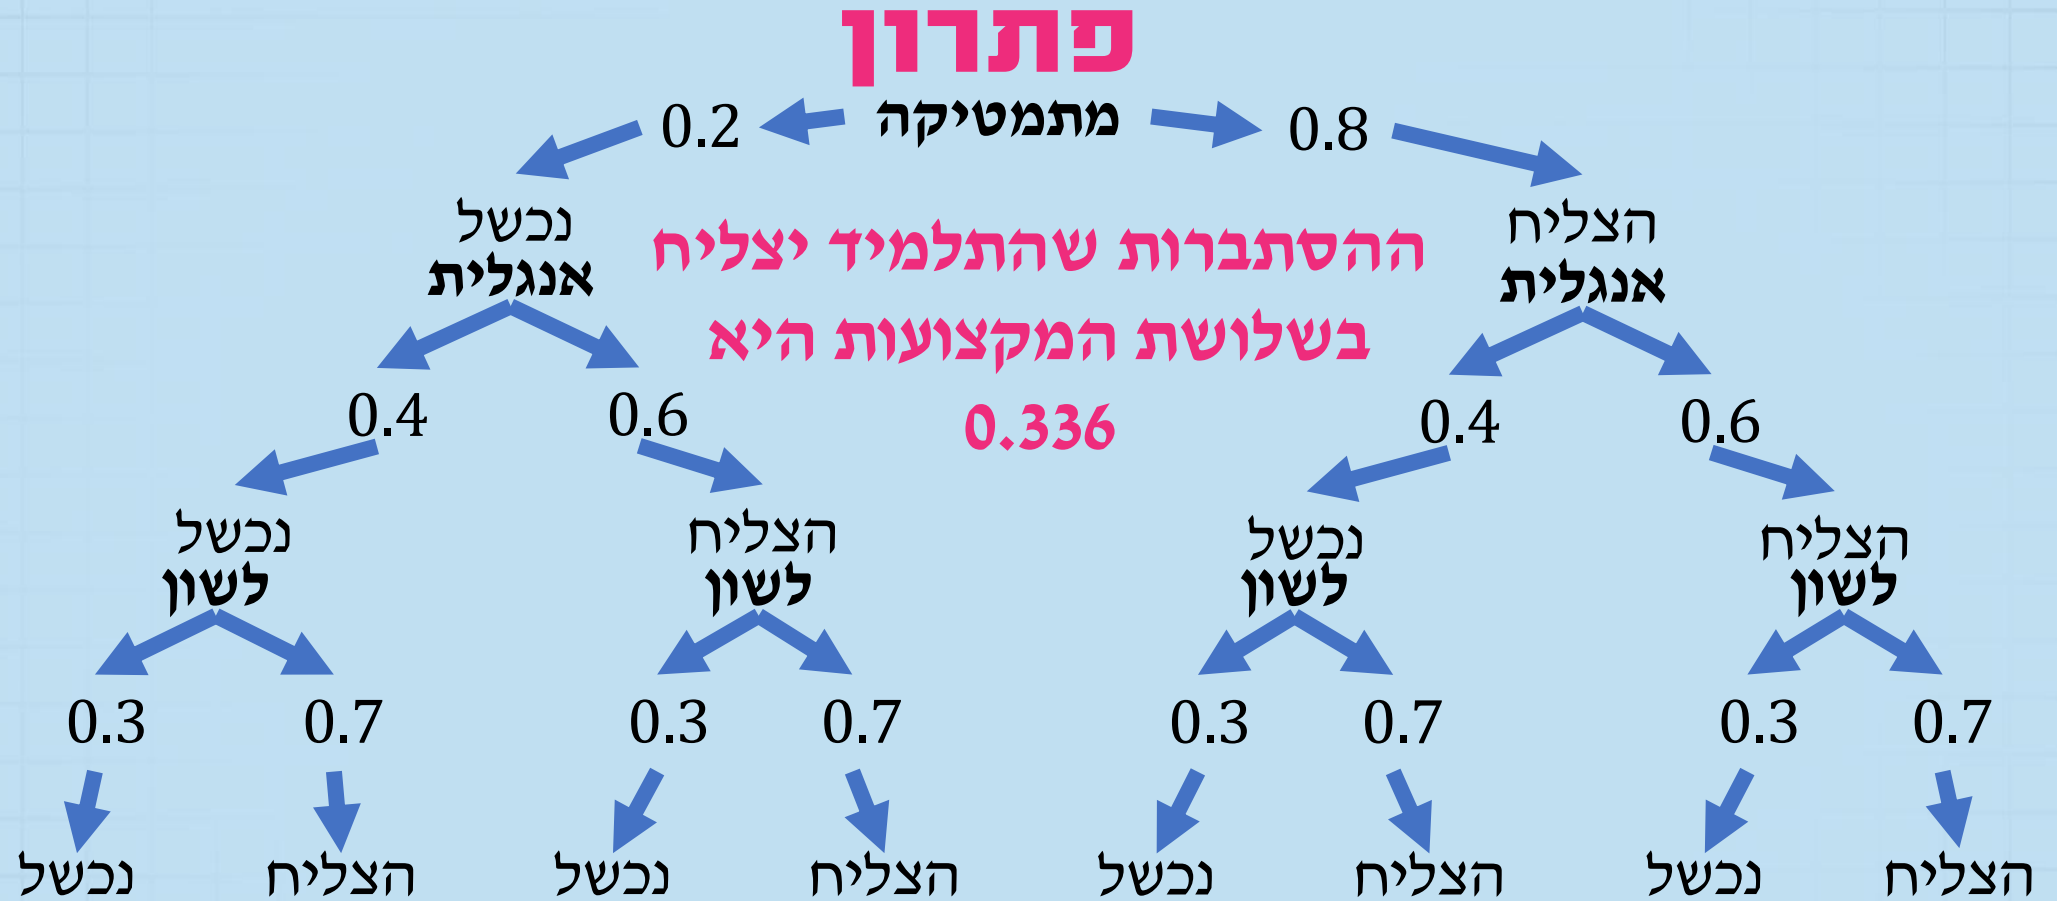 פתרון
0.8 מתמטיקה 0.2
הצליח נכשל
אנגלית אנגלית
ההסתברות שהתלמיד יצליח
בשלושת המקצועות היא
0.336
0.6 0.4 0.6 0.4
הצליח נכשל הצליח נכשל
לשון לשון לשון לשון
0.7 0.3 0.7 0.3 0.7 0.3 0.7 0.3
הצליח נכשל הצליח נכשל הצליח נכשל הצליח נכשל